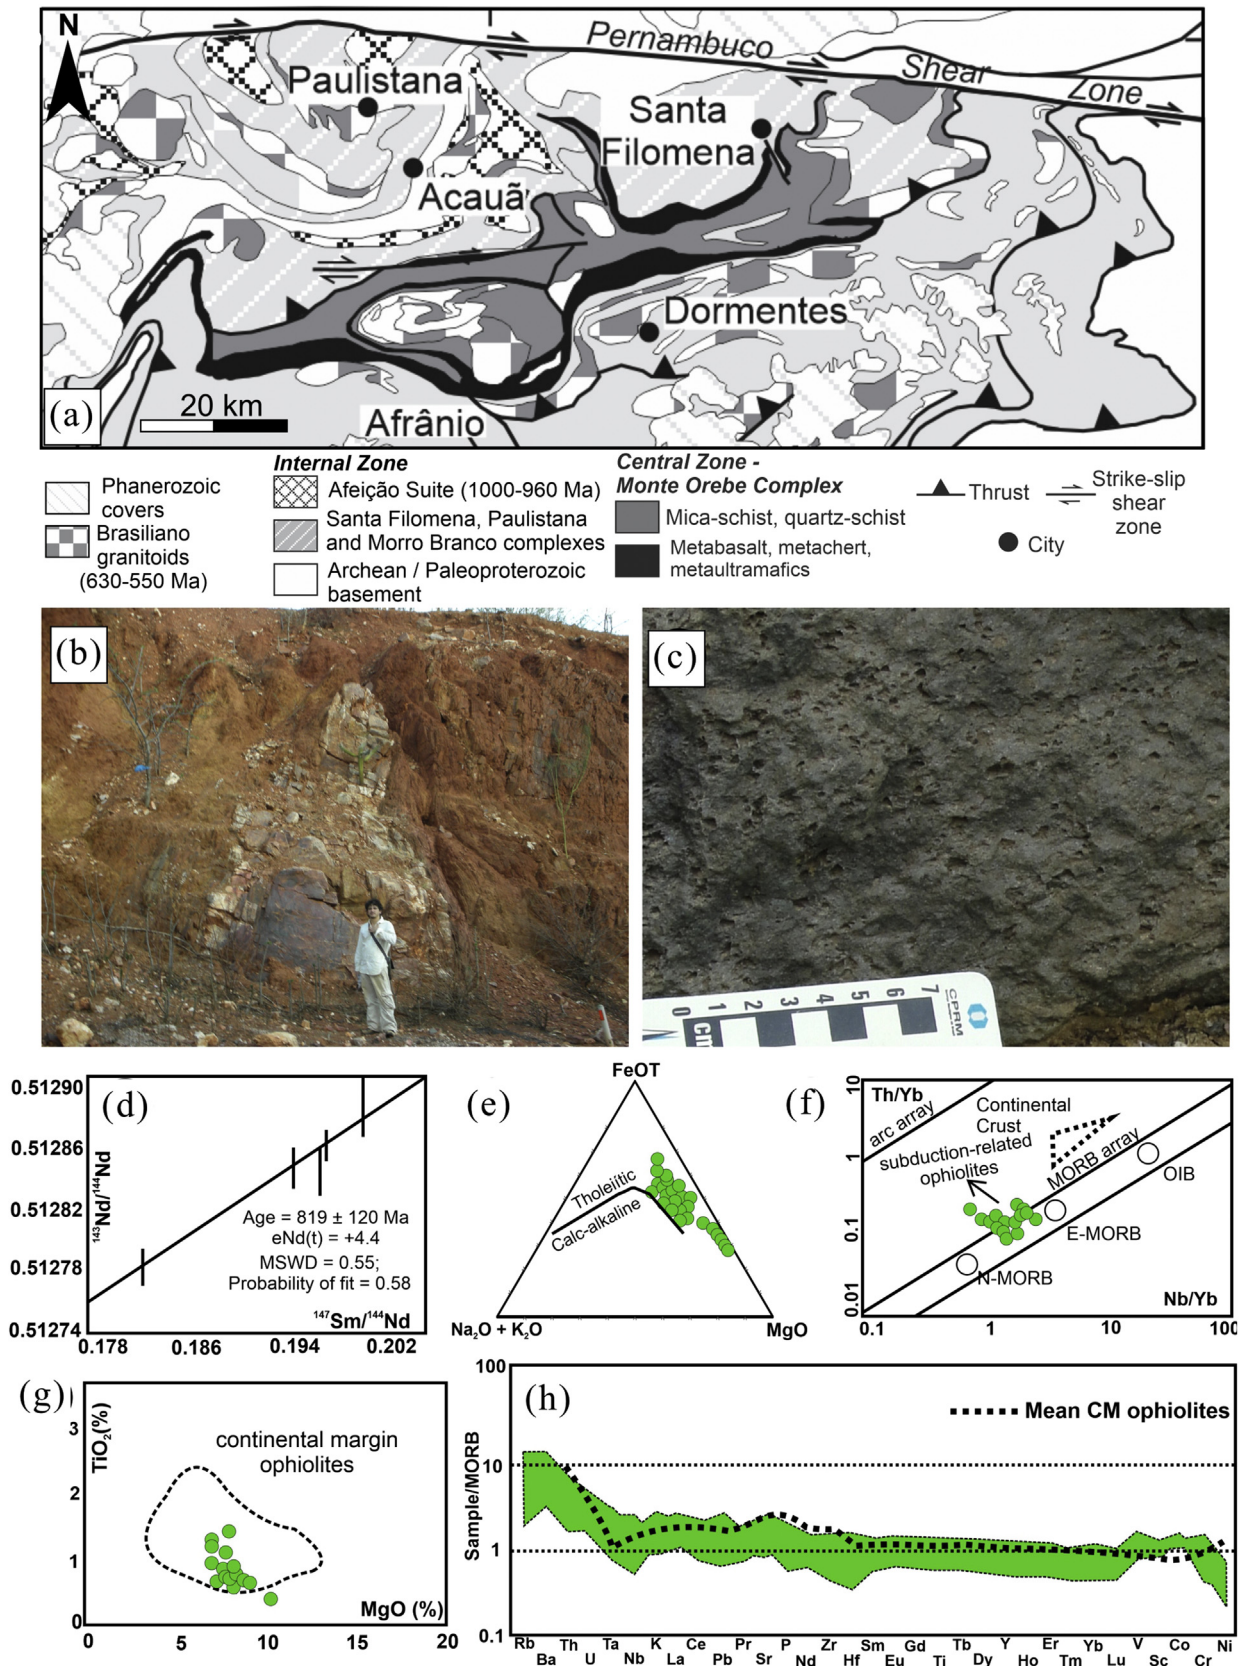 N
Pernambuco
Shear
Zone
Paulistana
Santa
Filomena
Acauã
Dormentes
Afrânio
(a)
20 km
Phanerozoic
covers
Brasiliano
granitoids
(630-550 Ma)
Internal Zone
Afeição Suite (1000-960 Ma)
Santa Filomena, Paulistana
and Morro Branco complexes
Archean / Paleoproterozoic
basement
Central Zone -
Monte Orebe Complex
Mica-schist, quartz-schist
Metabasalt, metachert,
metaultramafics
Thrust
Strike-slip
shear
zone
City
(b)
(c)
0 1 2 3 4 5 6 7
cm
CPRM
(d)
0.51290
0.51286
0.51282
0.51278
0.51274
¹⁴³Nd/¹⁴⁴Nd
Age = 819 ± 120 Ma
eNd(t) = +4.4
MSWD = 0.55;
Probability of fit = 0.58
¹⁴⁷Sm/¹⁴⁴Nd
0.178 0.186 0.194 0.202
(e)
FeOT
Tholeiitic
Calc-alkaline
Na₂O + K₂O
MgO
(f)
10
1
0.1
0.01
Th/Yb
arc array
Continental
Crust
subduction-related
ophiolites
MORB array
OIB
E-MORB
N-MORB
Nb/Yb
0.1 1 10 100
(g)
3
2
1
0
TiO₂(%)
continental margin
ophiolites
MgO (%)
0 5 10 15 20
(h)
100
10
1
0.1
Sample/MORB
Mean CM ophiolites
Rb Th Ta K Ce Pr P Zr Sm Gd Tb Y Er Yb V Co Ni
Ba U Nb La Pb Sr Nd Hf Eu Ti Dy Ho Tm Lu Sc Cr